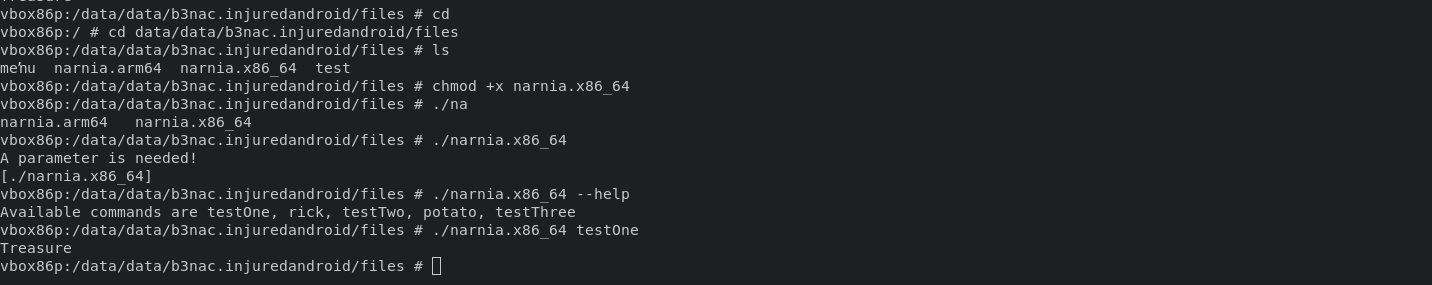 vbox86p:/data/data/b3nac.injuredandroid/files # cd
vbox86p:/ # cd data/data/b3nac.injuredandroid/files
vbox86p:/data/data/b3nac.injuredandroid/files # ls
menu  narnia.arm64  narnia.x86_64  test
vbox86p:/data/data/b3nac.injuredandroid/files # chmod +x narnia.x86_64
vbox86p:/data/data/b3nac.injuredandroid/files # ./na
narnia.arm64   narnia.x86_64
vbox86p:/data/data/b3nac.injuredandroid/files # ./narnia.x86_64
A parameter is needed!
[./narnia.x86_64]
vbox86p:/data/data/b3nac.injuredandroid/files # ./narnia.x86_64 --help
Available commands are testOne, rick, testTwo, potato, testThree
vbox86p:/data/data/b3nac.injuredandroid/files # ./narnia.x86_64 testOne
Treasure
vbox86p:/data/data/b3nac.injuredandroid/files #